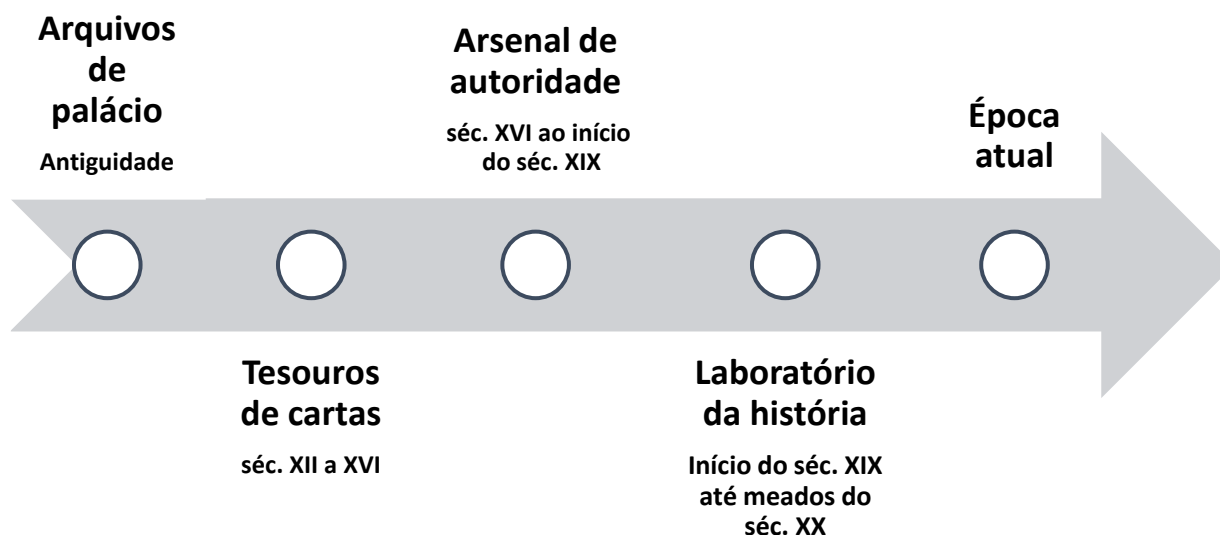 Arquivos
de
palácio
Antiguidade
Tesouros
de cartas
séc. XII a XVI
Arsenal de
autoridade
séc. XVI ao início
do séc. XIX
Laboratório
da história
Início do séc. XIX
até meados do
séc. XX
Época
atual